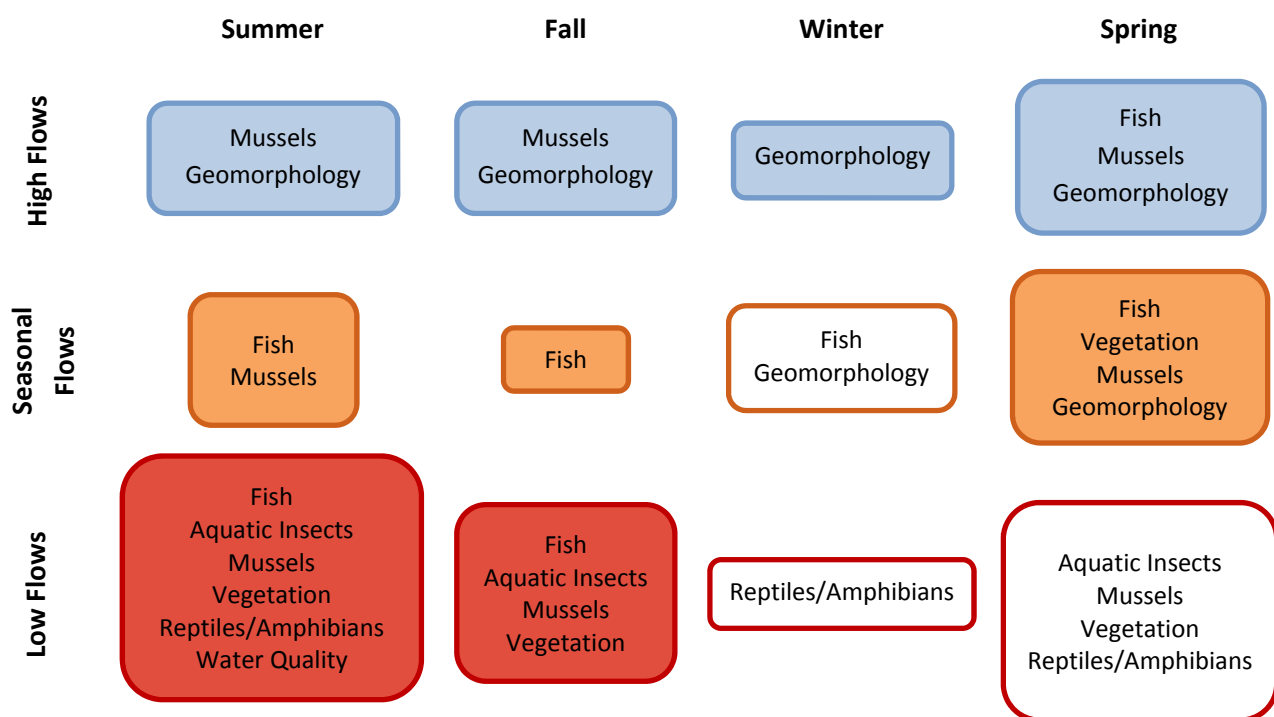 Summer
Fall
Winter
Spring
High Flows
Mussels
Geomorphology
Mussels
Geomorphology
Geomorphology
Fish
Mussels
Geomorphology
Seasonal
Flows
Fish
Mussels
Fish
Fish
Geomorphology
Fish
Vegetation
Mussels
Geomorphology
Low Flows
Fish
Aquatic Insects
Mussels
Vegetation
Reptiles/Amphibians
Water Quality
Fish
Aquatic Insects
Mussels
Vegetation
Reptiles/Amphibians
Aquatic Insects
Mussels
Vegetation
Reptiles/Amphibians